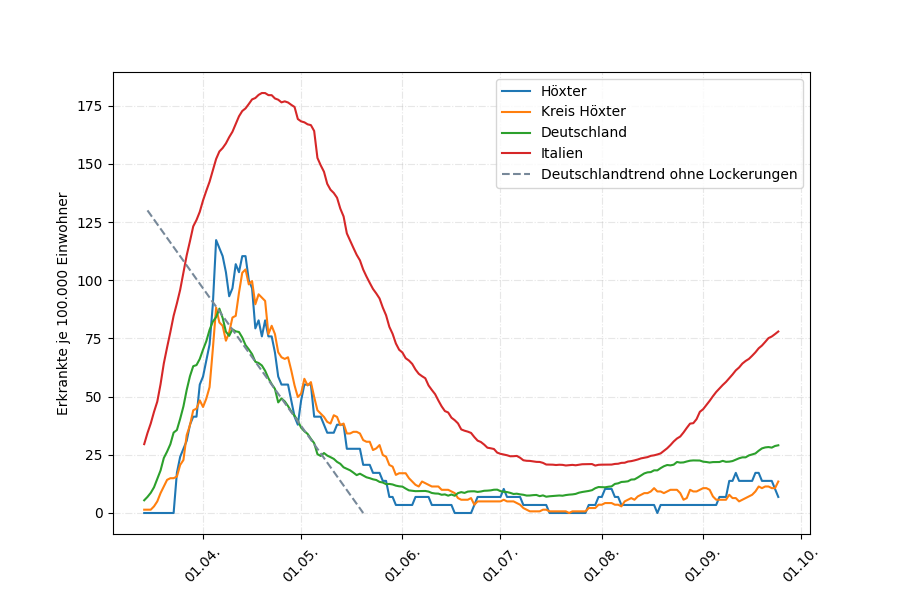 Höxter
Kreis Höxter
Deutschland
Italien
Deutschlandtrend ohne Lockerungen
Erkrankte je 100.000 Einwohner
175
150
125
100
75
50
25
0
01.04.
01.05.
01.06.
01.07.
01.08.
01.09.
01.10.